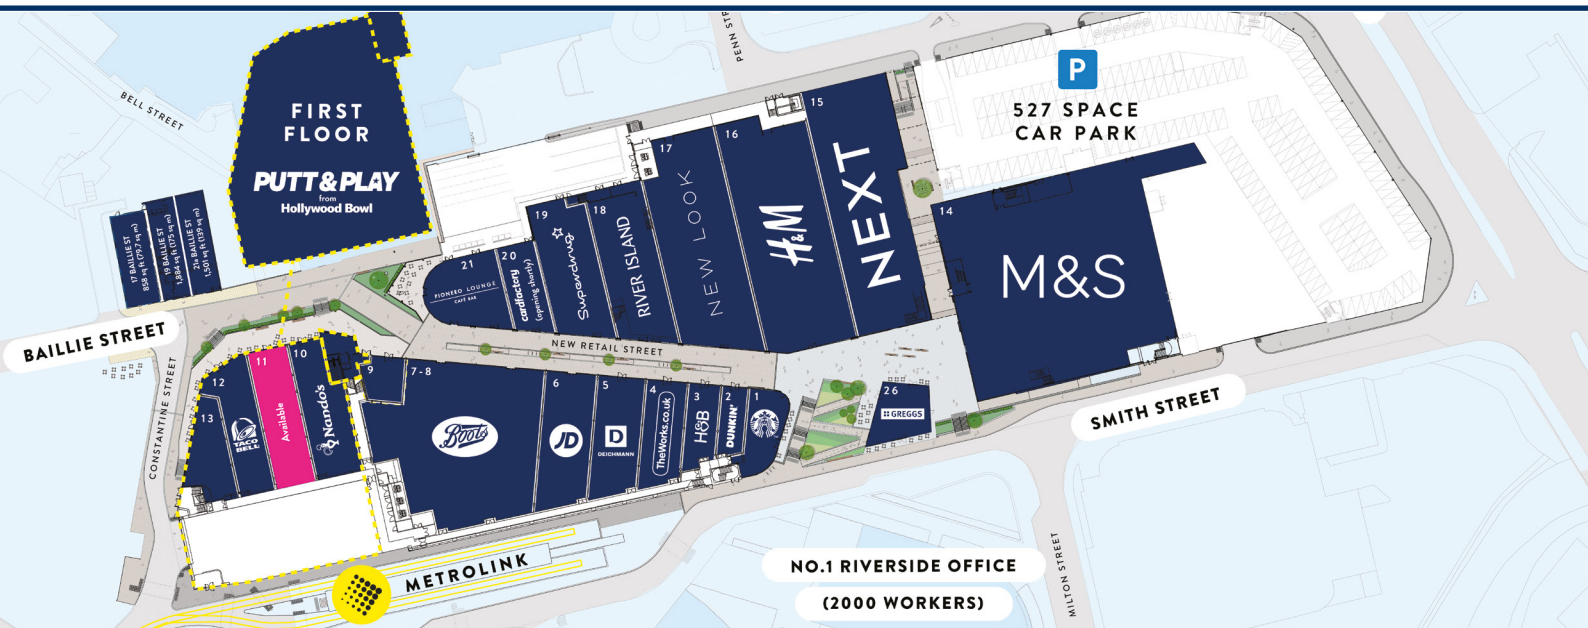 PENN STR
BELL STREET
FIRST
FLOOR
PUTT&PLAY
from
Hollywood Bowl
P
527 SPACE
CAR PARK
17 BAILLIE ST
858 sq ft (79.7 sq m)
19 BAILLIE ST
1,884 sq ft (175 sq m)
21a BAILLIE ST
1,501 sq ft (139 sq m)
21
PIONERO LOUNGE
CAFÉ BAR
20
cardfactory
(opening shortly)
19
Superdrug
18
RIVER ISLAND
17
NEW LOOK
16
H&M
15
NEXT
14
M&S
BAILLIE STREET
NEW RETAIL STREET
CONSTANTINE STREET
13
12
TACO
BELL
11
Available
10
Nando's
9
7-8
Boots
6
JD
5
D
DEICHMANN
4
TheWorks.co.uk
3
H&B
2
DUNKIN'
1
26
GREGGS
SMITH STREET
METROLINK
NO.1 RIVERSIDE OFFICE
(2000 WORKERS)
MILTON STREET